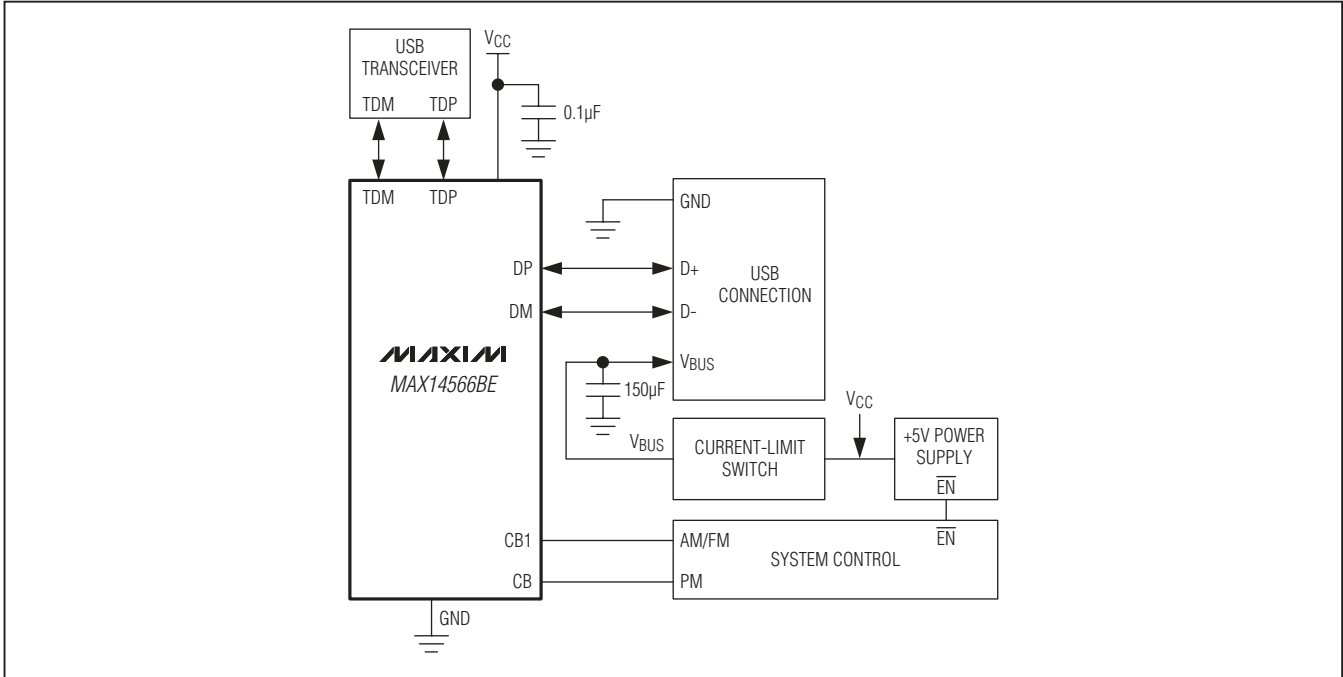 USB
TRANSCEIVER
TDM TDP
VCC
0.1µF
TDM TDP
DP
DM
MAXIM
MAX14566BE
CB1
CB
GND
GND
D+
D-
VBUS
USB
CONNECTION
150µF
VBUS
CURRENT-LIMIT
SWITCH
VCC
+5V POWER
SUPPLY
EN
EN
AM/FM
PM
SYSTEM CONTROL